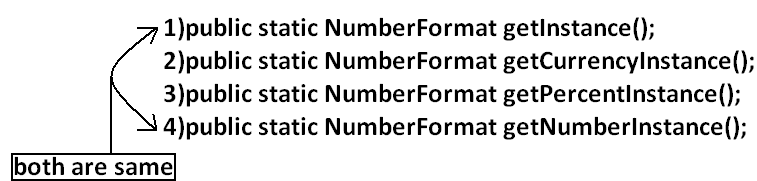 1)public static NumberFormat getInstance();
2)public static NumberFormat getCurrencyInstance();
3)public static NumberFormat getPercentInstance();
4)public static NumberFormat getNumberInstance();
both are same